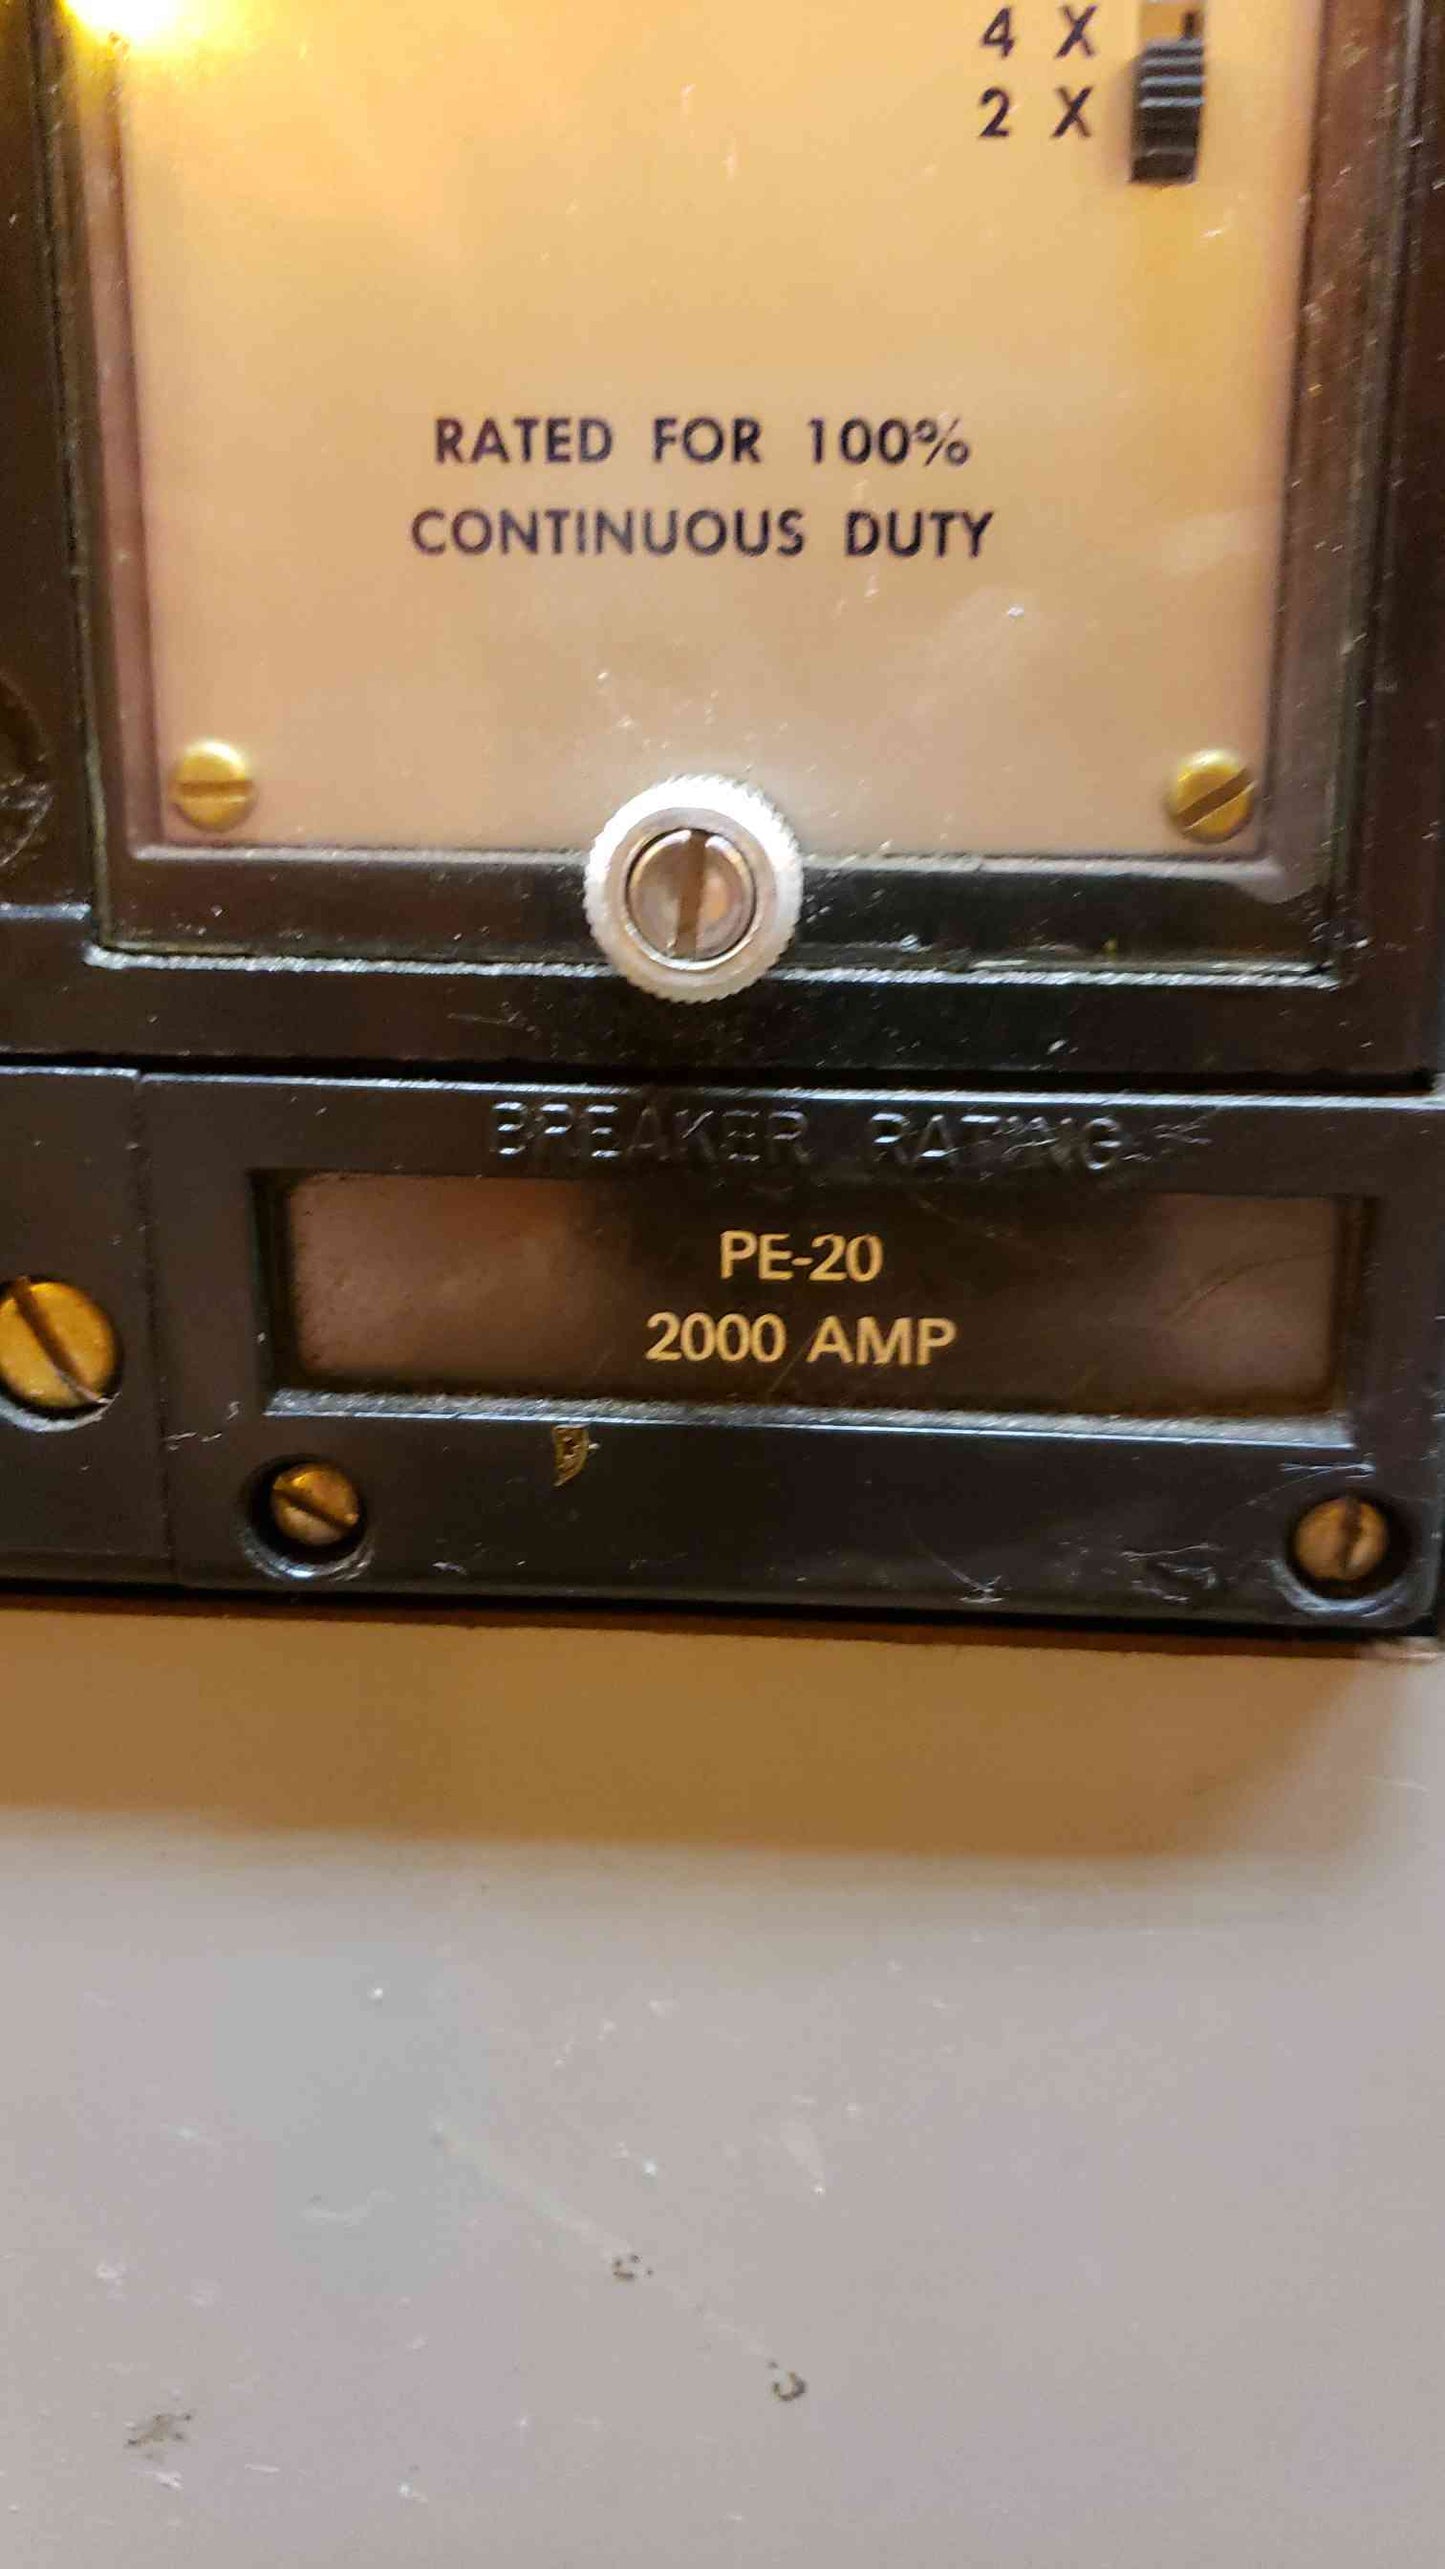 4 X
2 X
RATED FOR 100%
CONTINUOUS DUTY
BREAKER RATING
PE-20
2000 AMP